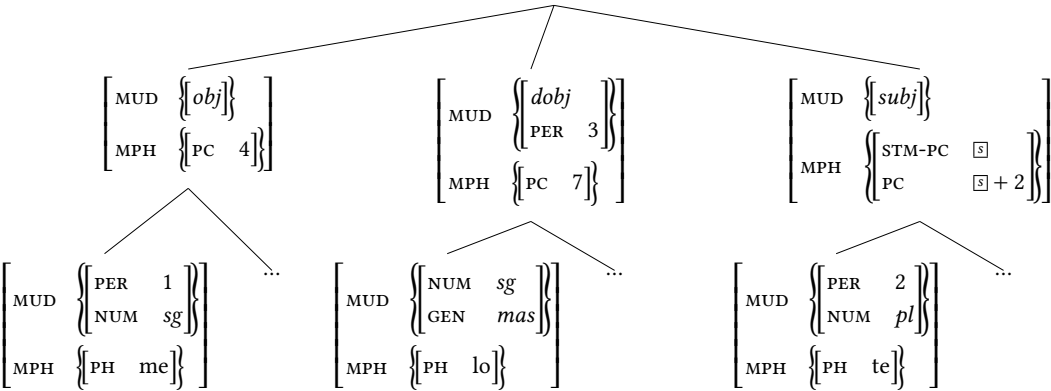 MUD {[obj]}
MPH {[PC 4]}
MUD {[dobj
PER 3]}
MPH {[PC 7]}
MUD {[subj]}
MPH {[STM-PC s
PC s + 2]}
MUD {[PER 1
NUM sg]}
MPH {[PH me]}
...
MUD {[NUM sg
GEN mas]}
MPH {[PH lo]}
...
MUD {[PER 2
NUM pl]}
MPH {[PH te]}
...